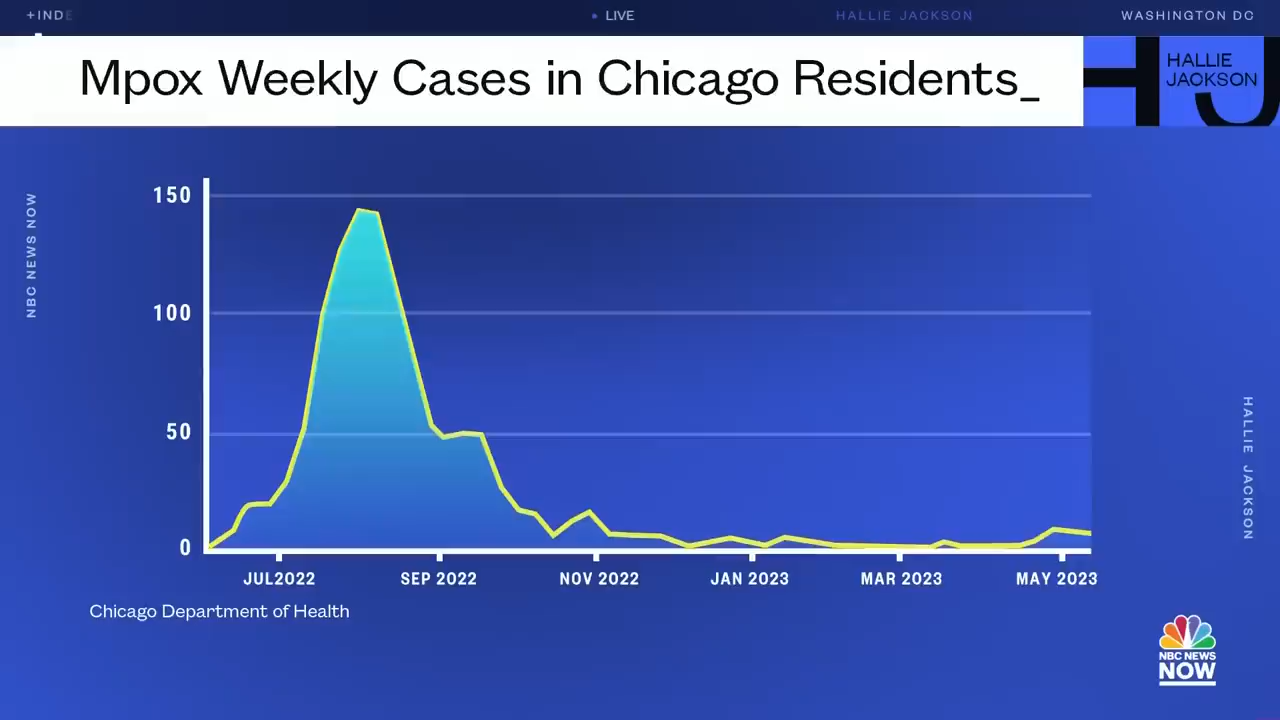 +INDE
LIVE
HALLIE JACKSON
WASHINGTON DC
Mpox Weekly Cases in Chicago Residents_
HJ
HALLIE
JACKSON
NBC NEWS NOW
150
100
50
0
JUL2022
SEP 2022
NOV 2022
JAN 2023
MAR 2023
MAY 2023
Chicago Department of Health
HALLIE JACKSON
NBC NEWS
NOW